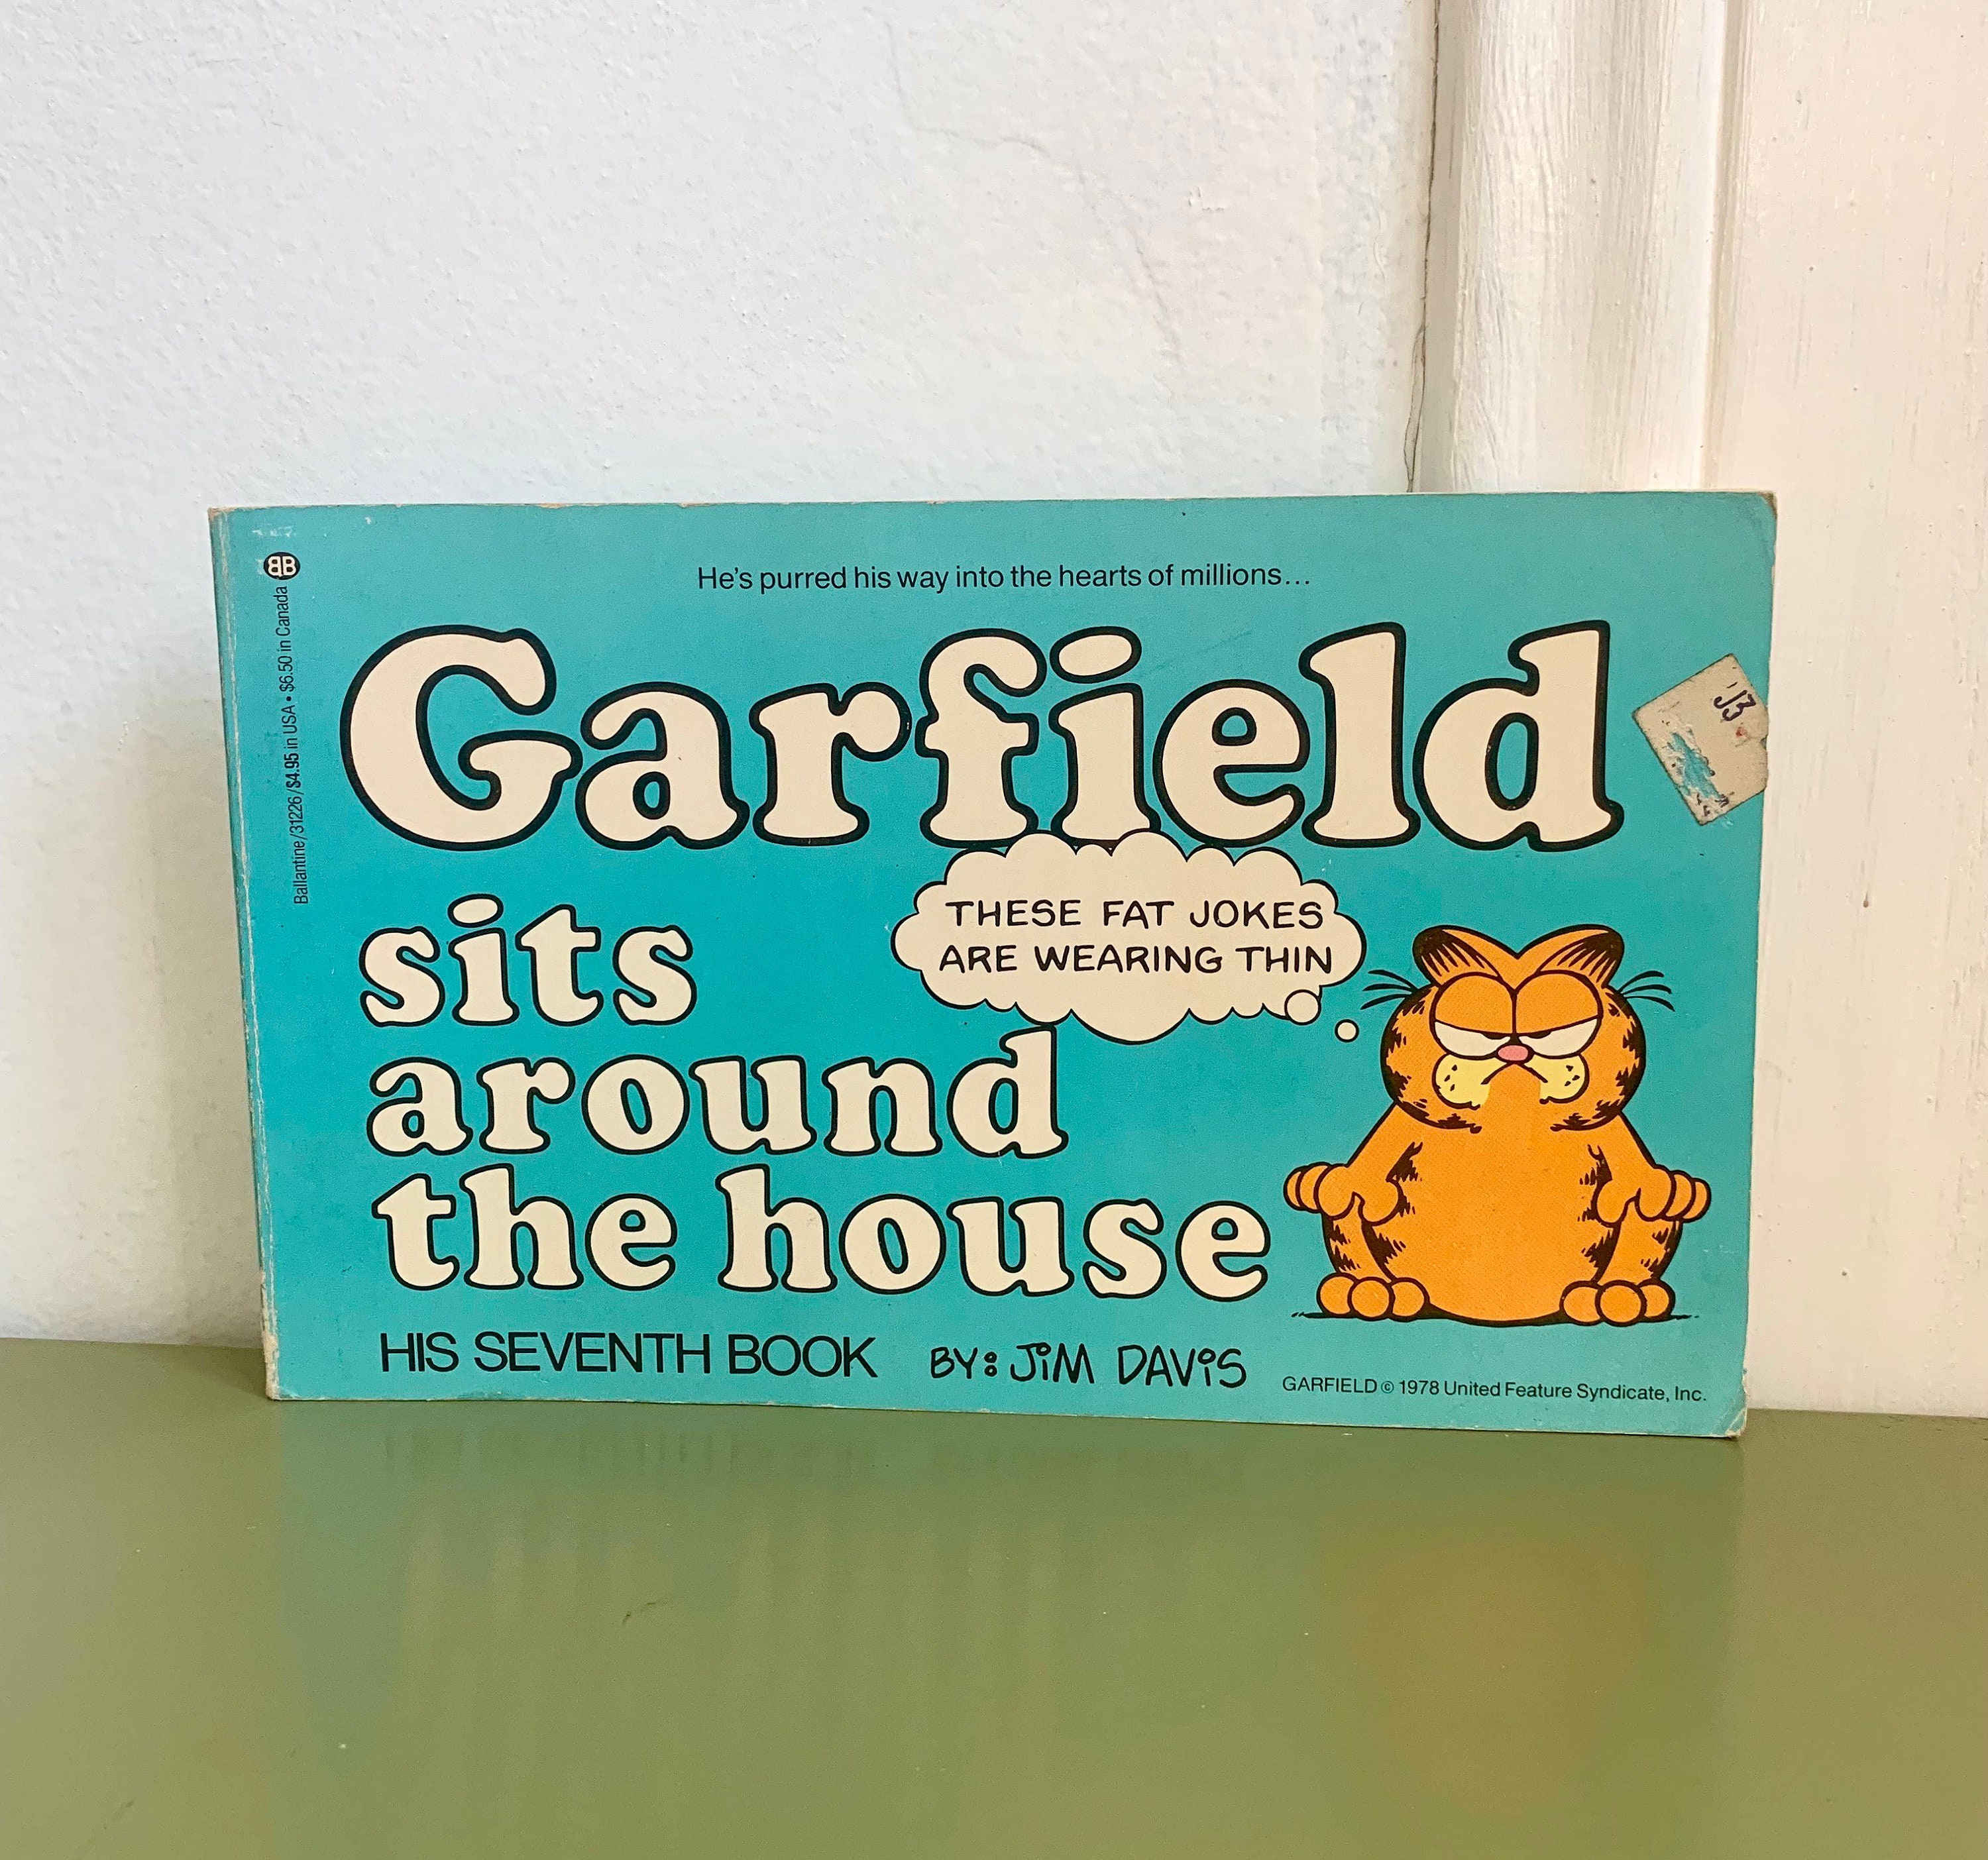 BB
Ballantine/31226/$4.95 in USA • $6.50 in Canada
He's purred his way into the hearts of millions...
Garfield
THESE FAT JOKES
ARE WEARING THIN
sits
around
the house
HIS SEVENTH BOOK
BY: JIM DAVIS
GARFIELD © 1978 United Feature Syndicate, Inc.